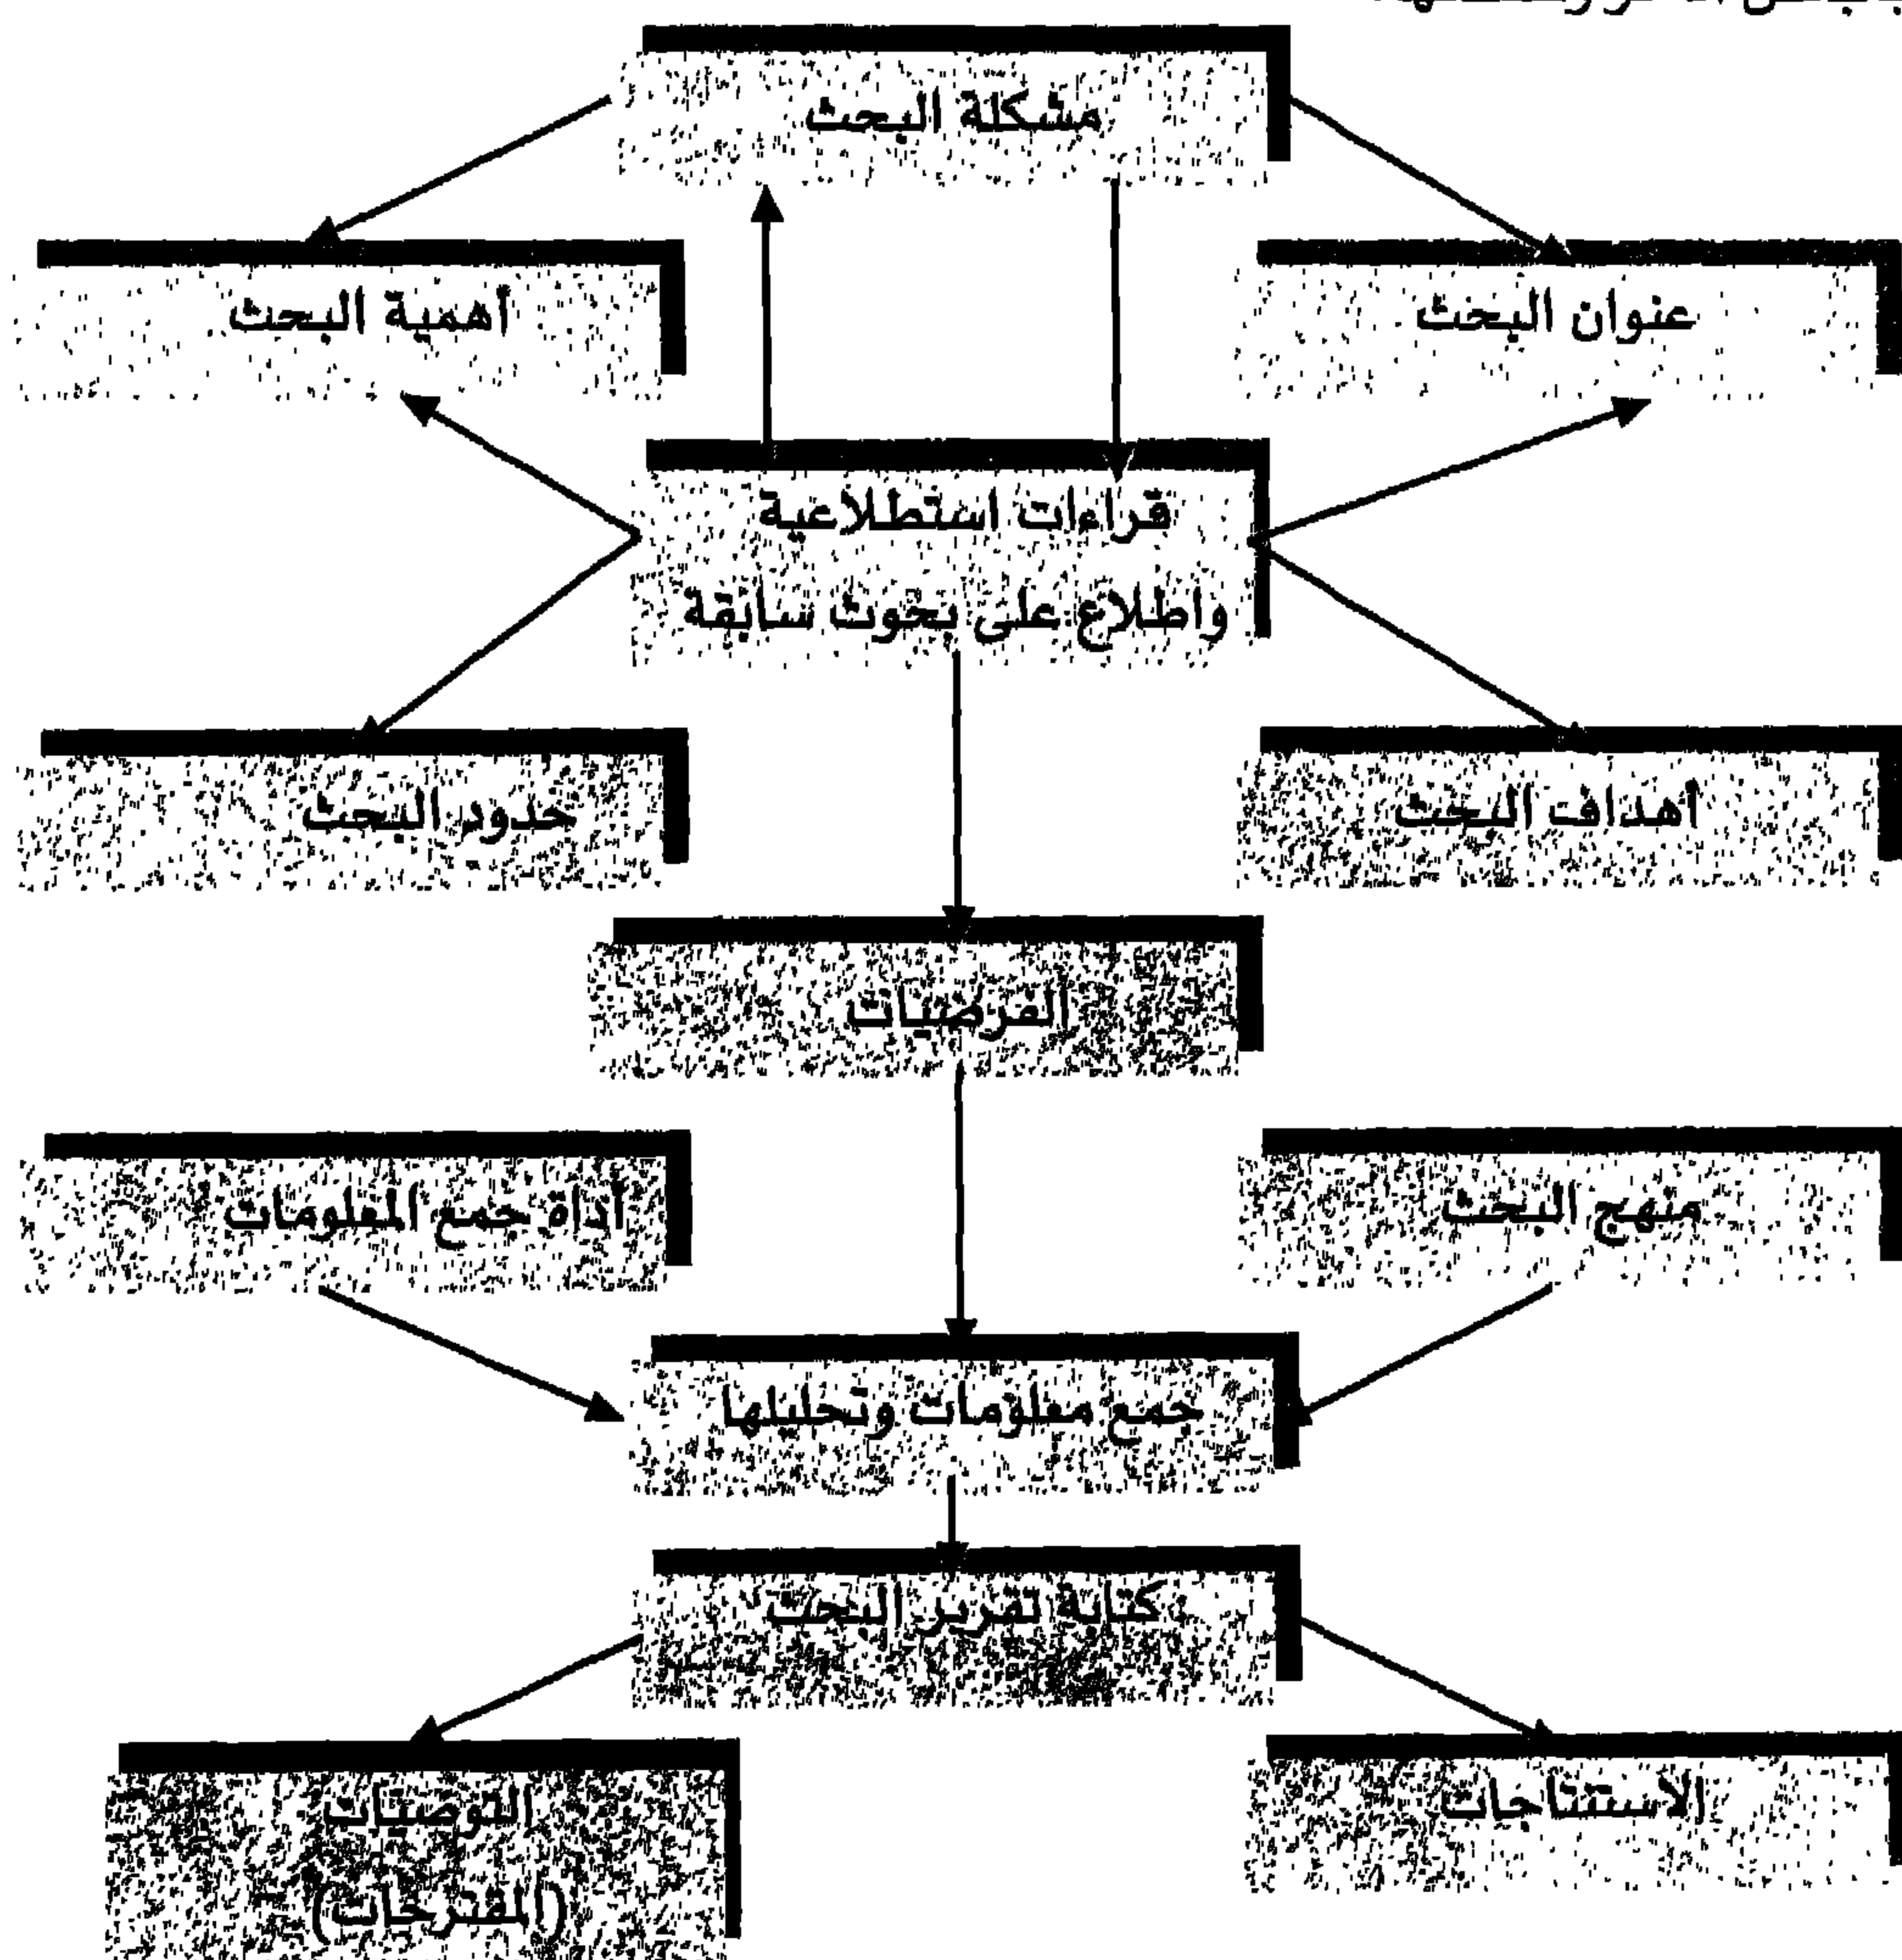 مشكلة البحث
عنوان البحث
أهمية البحث
قراءات استطلاعية
واطلاع على بحوث سابقة
أهداف البحث
حدود البحث
الفرضيات
منهج البحث
أداة جمع المعلومات
جمع معلومات وتحليلها
كتابة تقرير البحث
الاستنتاجات
التوصيات
(المقترحات)